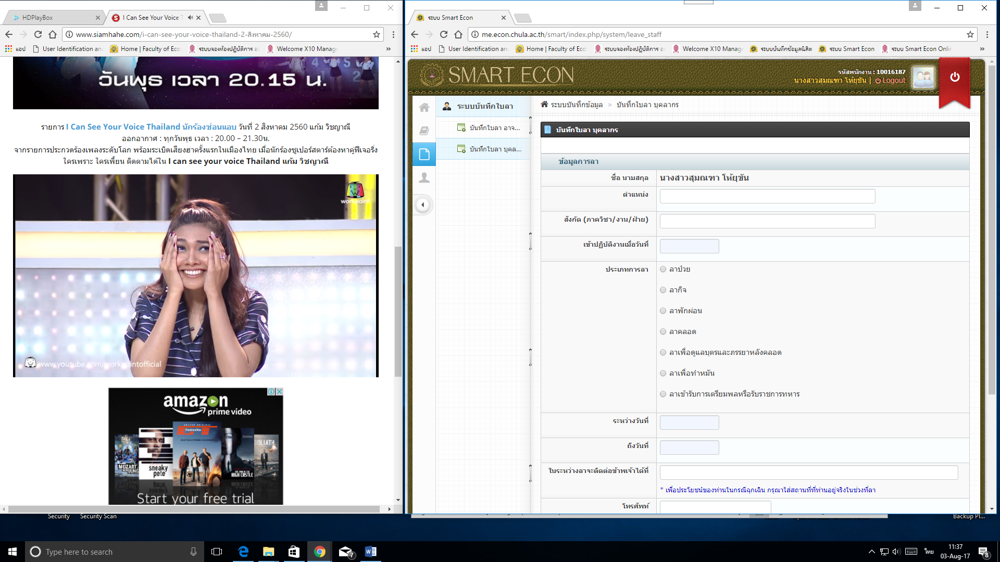 HDPlayBox
I Can See Your Voice T
www.siamhahe.com/i-can-see-your-voice-thailand-2-สิงหาคม-2560/
แอป
User Identification an
Home | Faculty of Eco
ระบบจองห้องปฏิบัติการ อ
Welcome X10 Manag
»
วันพุธ เวลา 20.15 น.
รายการ I Can See Your Voice Thailand นักร้องซ่อนแอบ วันที่ 2 สิงหาคม 2560 แก้ม วิชญาณี
ออกอากาศ : ทุกวันพุธ เวลา : 20.00 – 21.30น.
จากรายการประกวดร้องเพลงระดับโลก พร้อมระเบิดเสียงฮาครั้งแรกในเมืองไทย เมื่อนักร้องซูเปอร์สตาร์ต้องหาคู่ฟีเจอริ่ง
ใครเพราะ ใครเพี้ยน ติดตามได้ใน I can see your voice Thailand แก้ม วิชญาณี
workpoint
www.youtube.com/workpointofficial
amazon
prime video
MOZART
IN THE JUNGLE
sneaky
pete
HIGH CASTLE
GOLIATH
Start your free trial
Security
Security Scan
ระบบ Smart Econ
me.econ.chula.ac.th/smart/index.php/system/leave_staff
แอป
User Identification and
Home | Faculty of Eco
ระบบจองห้องปฏิบัติการ อ
Welcome X10 Manag
ระบบบันทึกข้อมูลนิสิต
ระบบ Smart Econ
ระบบ Smart Econ Onlin
»
SMART ECON
รหัสพนักงาน : 10016187
นางสาวสุมณฑา โห้ยุขัน | Logout
ระบบบันทึกใบลา
บันทึกใบลา อาจ...
บันทึกใบลา บุคล...
ระบบบันทึกข้อมูล » บันทึกใบลา บุคลากร
บันทึกใบลา บุคลากร
ข้อมูลการลา
ชื่อ นามสกุล
นางสาวสุมณฑา โห้ยุขัน
ตำแหน่ง
สังกัด (ภาควิชา/งาน/ฝ่าย)
เข้าปฏิบัติงานเมื่อวันที่
ประเภทการลา
ลาป่วย
ลากิจ
ลาพักผ่อน
ลาคลอด
ลาเพื่อดูแลบุตรและภรรยาหลังคลอด
ลาเพื่อทำหมัน
ลาเข้ารับการเตรียมพลหรือรับราชการทหาร
ระหว่างวันที่
ถึงวันที่
ในระหว่างลาจะติดต่อข้าพเจ้าได้ที่
* เพื่อประโยชน์ของท่านในกรณีฉุกเฉิน กรุณาใส่สถานที่ที่ท่านอยู่จริงในช่วงที่ลา
โทรศัพท์
Backup Pl...
Type here to search
7
ไทย
11:37
03-Aug-17
8